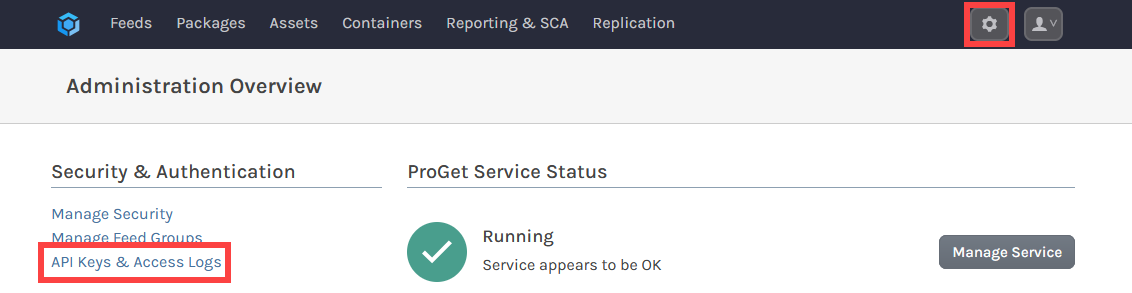 Feeds Packages Assets Containers Reporting & SCA Replication
Administration Overview
Security & Authentication
Manage Security
Manage Feed Groups
API Keys & Access Logs
ProGet Service Status
Running
Service appears to be OK
Manage Service